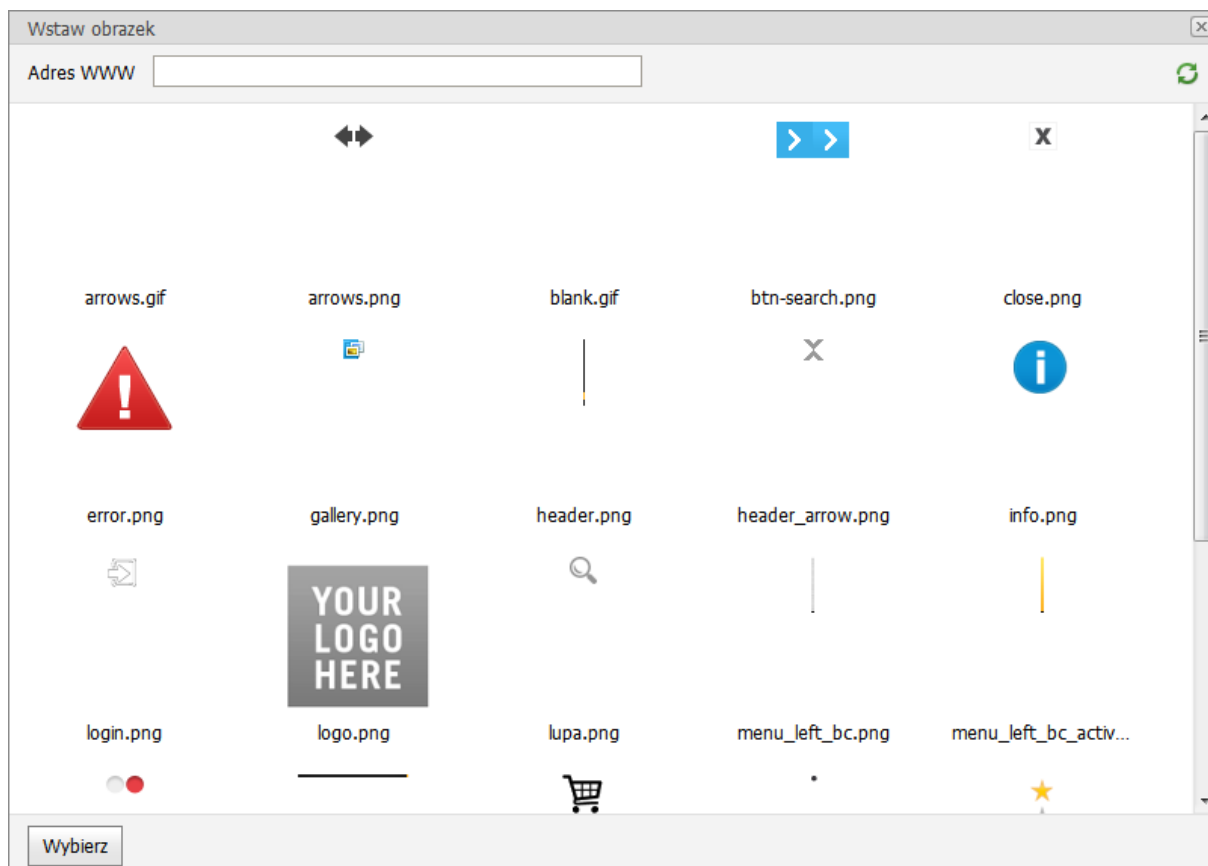 Wstaw obrazek
Adres WWW
arrows.gif arrows.png blank.gif btn-search.png close.png
error.png gallery.png header.png header_arrow.png info.png
YOUR
LOGO
HERE
login.png logo.png lupa.png menu_left_bc.png menu_left_bc_activ...
Wybierz